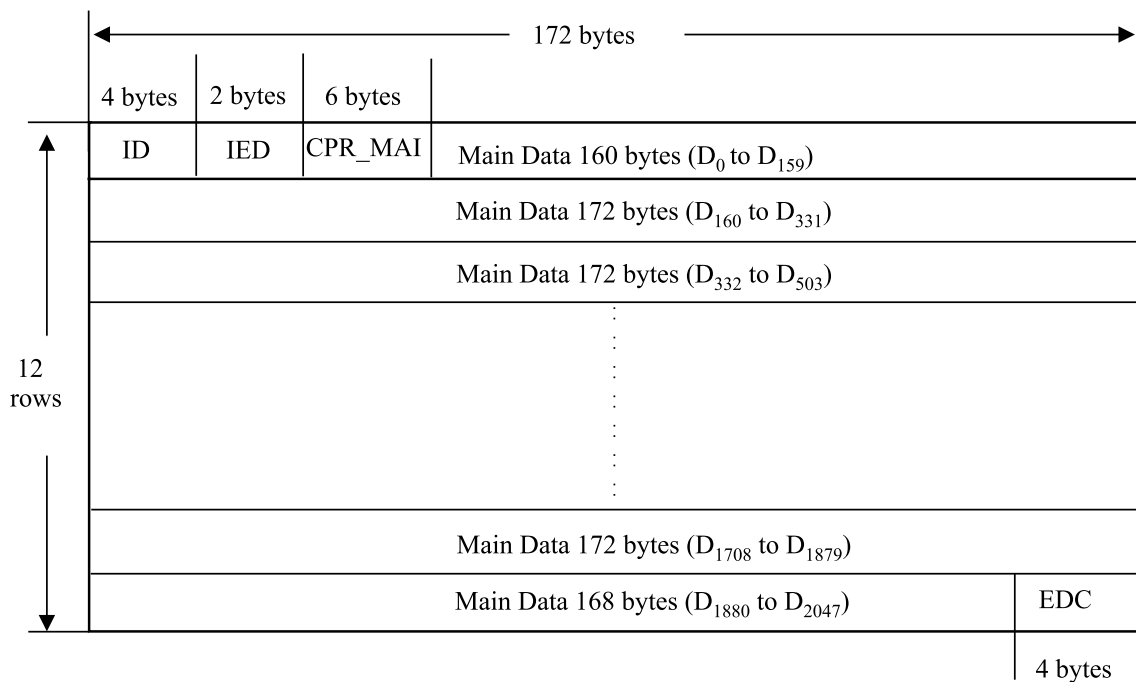 172 bytes
4 bytes 2 bytes 6 bytes
ID IED CPR_MAI Main Data 160 bytes (D₀ to D₁₅₉)
Main Data 172 bytes (D₁₆₀ to D₃₃₁)
Main Data 172 bytes (D₃₃₂ to D₅₀₃)
12
rows
Main Data 172 bytes (D₁₇₀₈ to D₁₈₇₉)
Main Data 168 bytes (D₁₈₈₀ to D₂₀₄₇) EDC
4 bytes